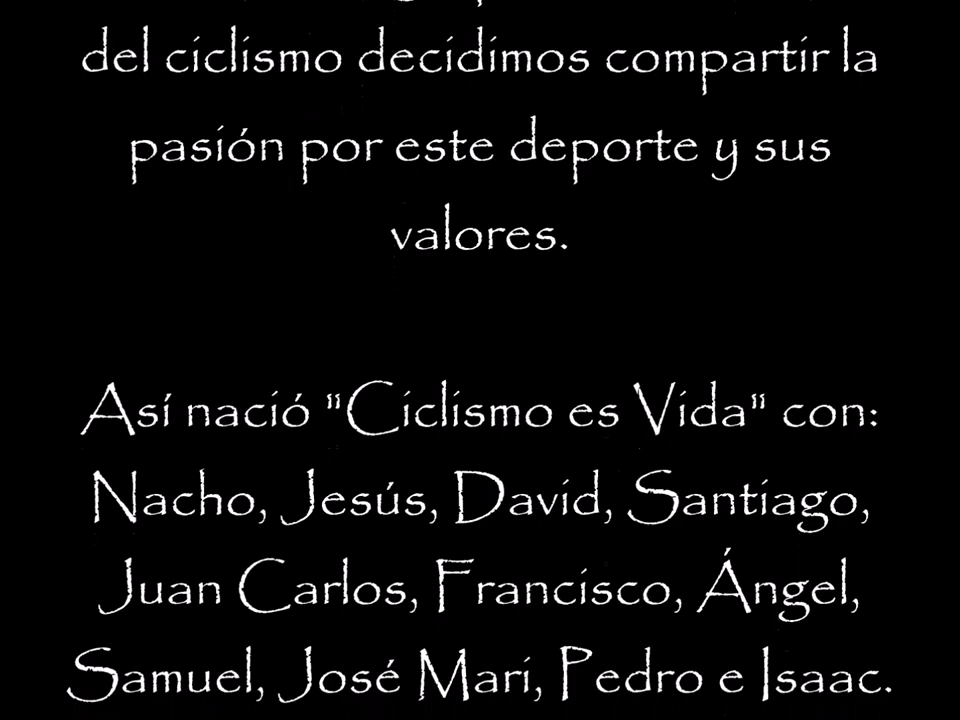 del ciclismo decidimos compartir la
pasión por este deporte y sus
valores.
Así nació "Ciclismo es Vida" con:
Nacho, Jesús, David, Santiago,
Juan Carlos, Francisco, Ángel,
Samuel, José Mari, Pedro e Isaac.